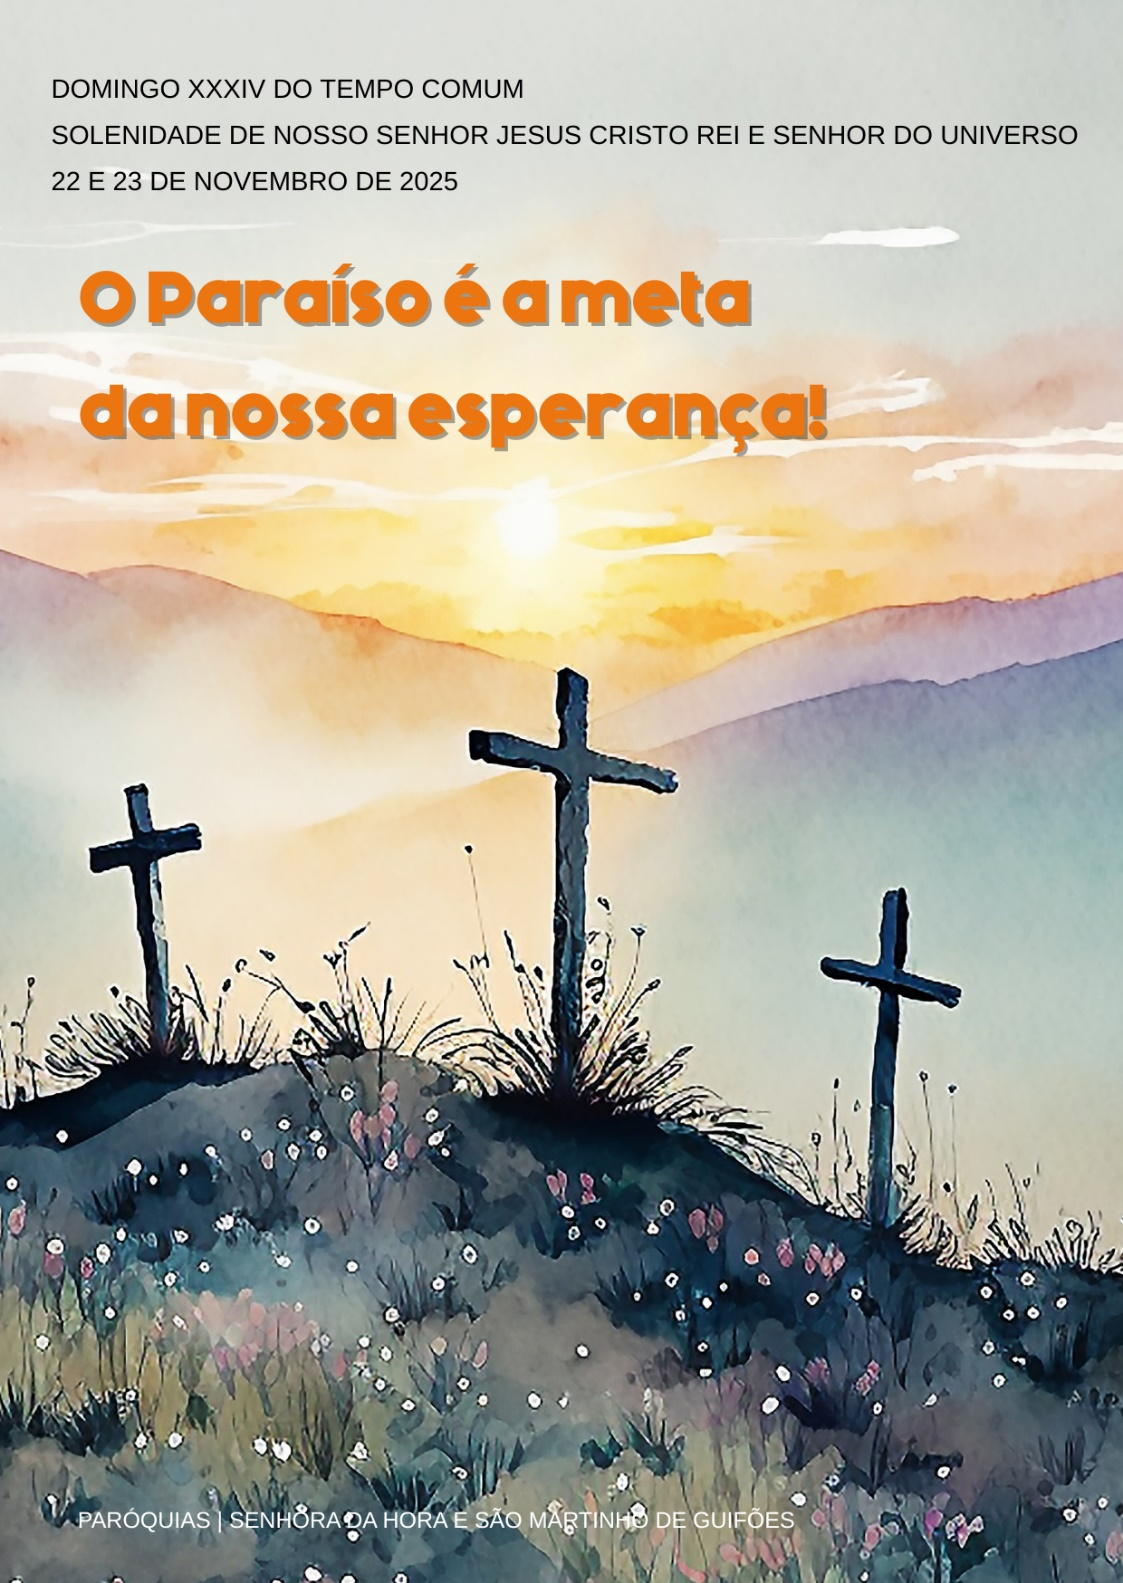 DOMINGO XXXIV DO TEMPO COMUM
SOLENIDADE DE NOSSO SENHOR JESUS CRISTO REI E SENHOR DO UNIVERSO
22 E 23 DE NOVEMBRO DE 2025
O Paraíso é a meta
da nossa esperança!
PARÓQUIAS | SENHORA DA HORA E SÃO MARTINHO DE GUIFÕES